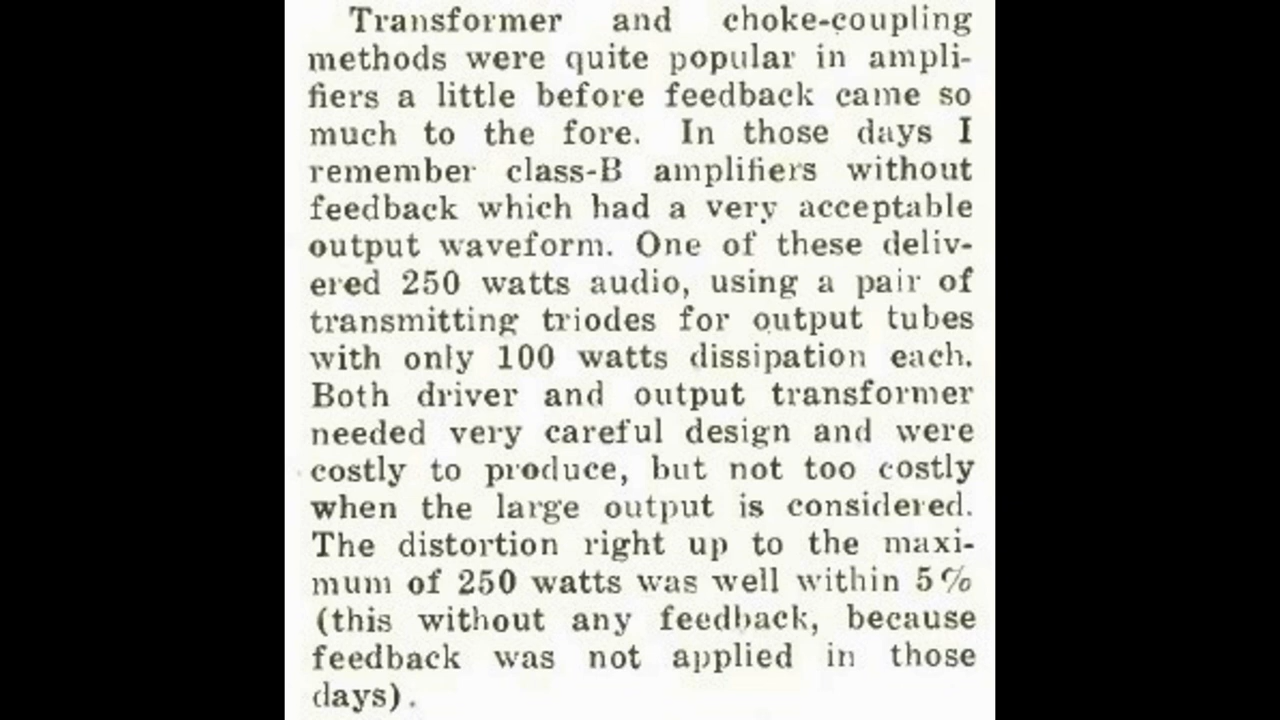 Transformer and choke-coupling
methods were quite popular in ampli-
fiers a little before feedback came so
much to the fore. In those days I
remember class-B amplifiers without
feedback which had a very acceptable
output waveform. One of these deliv-
ered 250 watts audio, using a pair of
transmitting triodes for output tubes
with only 100 watts dissipation each.
Both driver and output transformer
needed very careful design and were
costly to produce, but not too costly
when the large output is considered.
The distortion right up to the maxi-
mum of 250 watts was well within 5%
(this without any feedback, because
feedback was not applied in those
days).